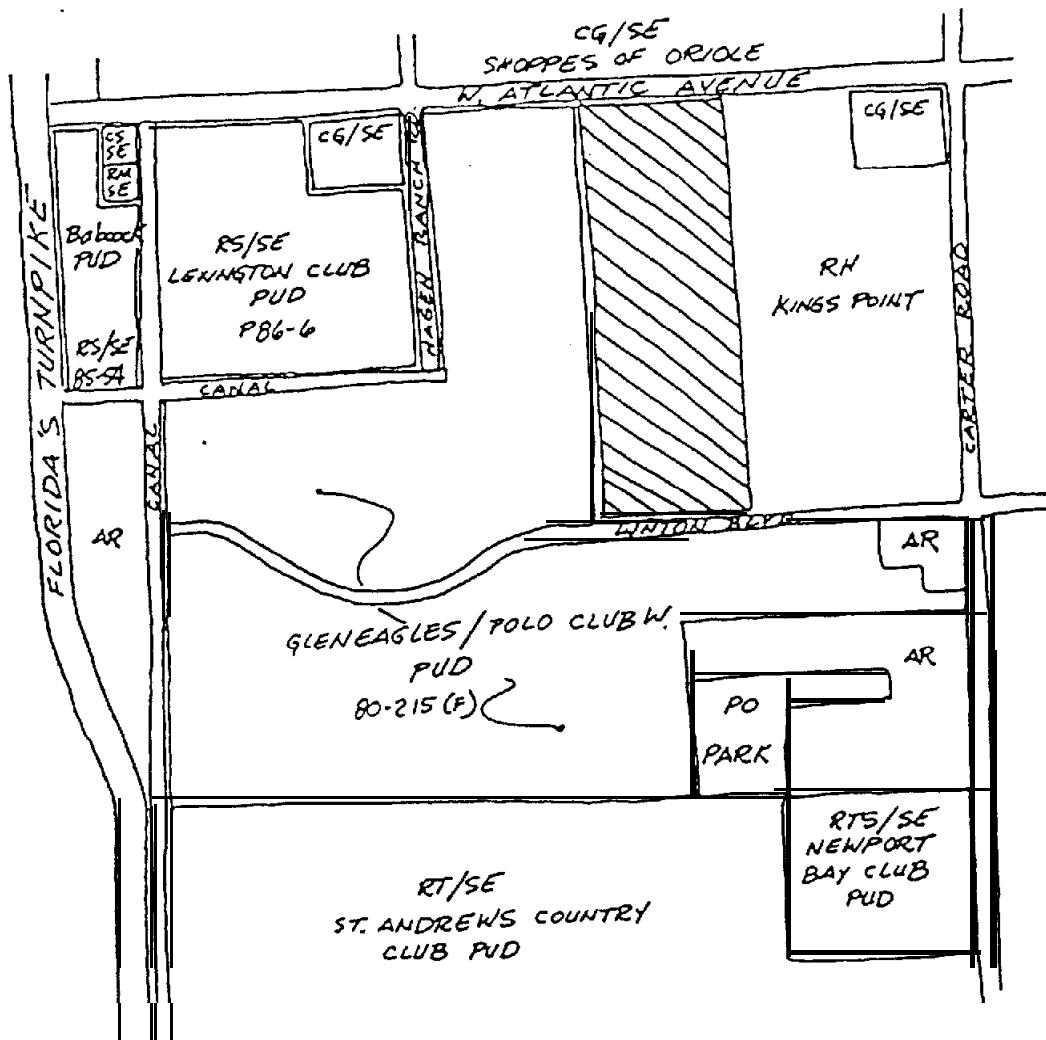 CG/SE
SHOPPES OF ORIOLE
W. ATLANTIC AVENUE
CG/SE
CS
SE
RM
SE
CG/SE
HAGEN RANCH RD
Babcock
PUD
RS/SE
LEXINGTON CLUB
PUD
P86-6
RH
KINGS POINT
CARTER ROAD
FLORIDA'S TURNPIKE
RS/SE
85-54
CANAL
CANAL
AR
LINTON BLVD.
AR
GLENEAGLES/POLO CLUB W.
PUD
80-215 (F)
AR
PO
PARK
RTS/SE
NEWPORT
BAY CLUB
PUD
RT/SE
ST. ANDREWS COUNTRY
CLUB PUD